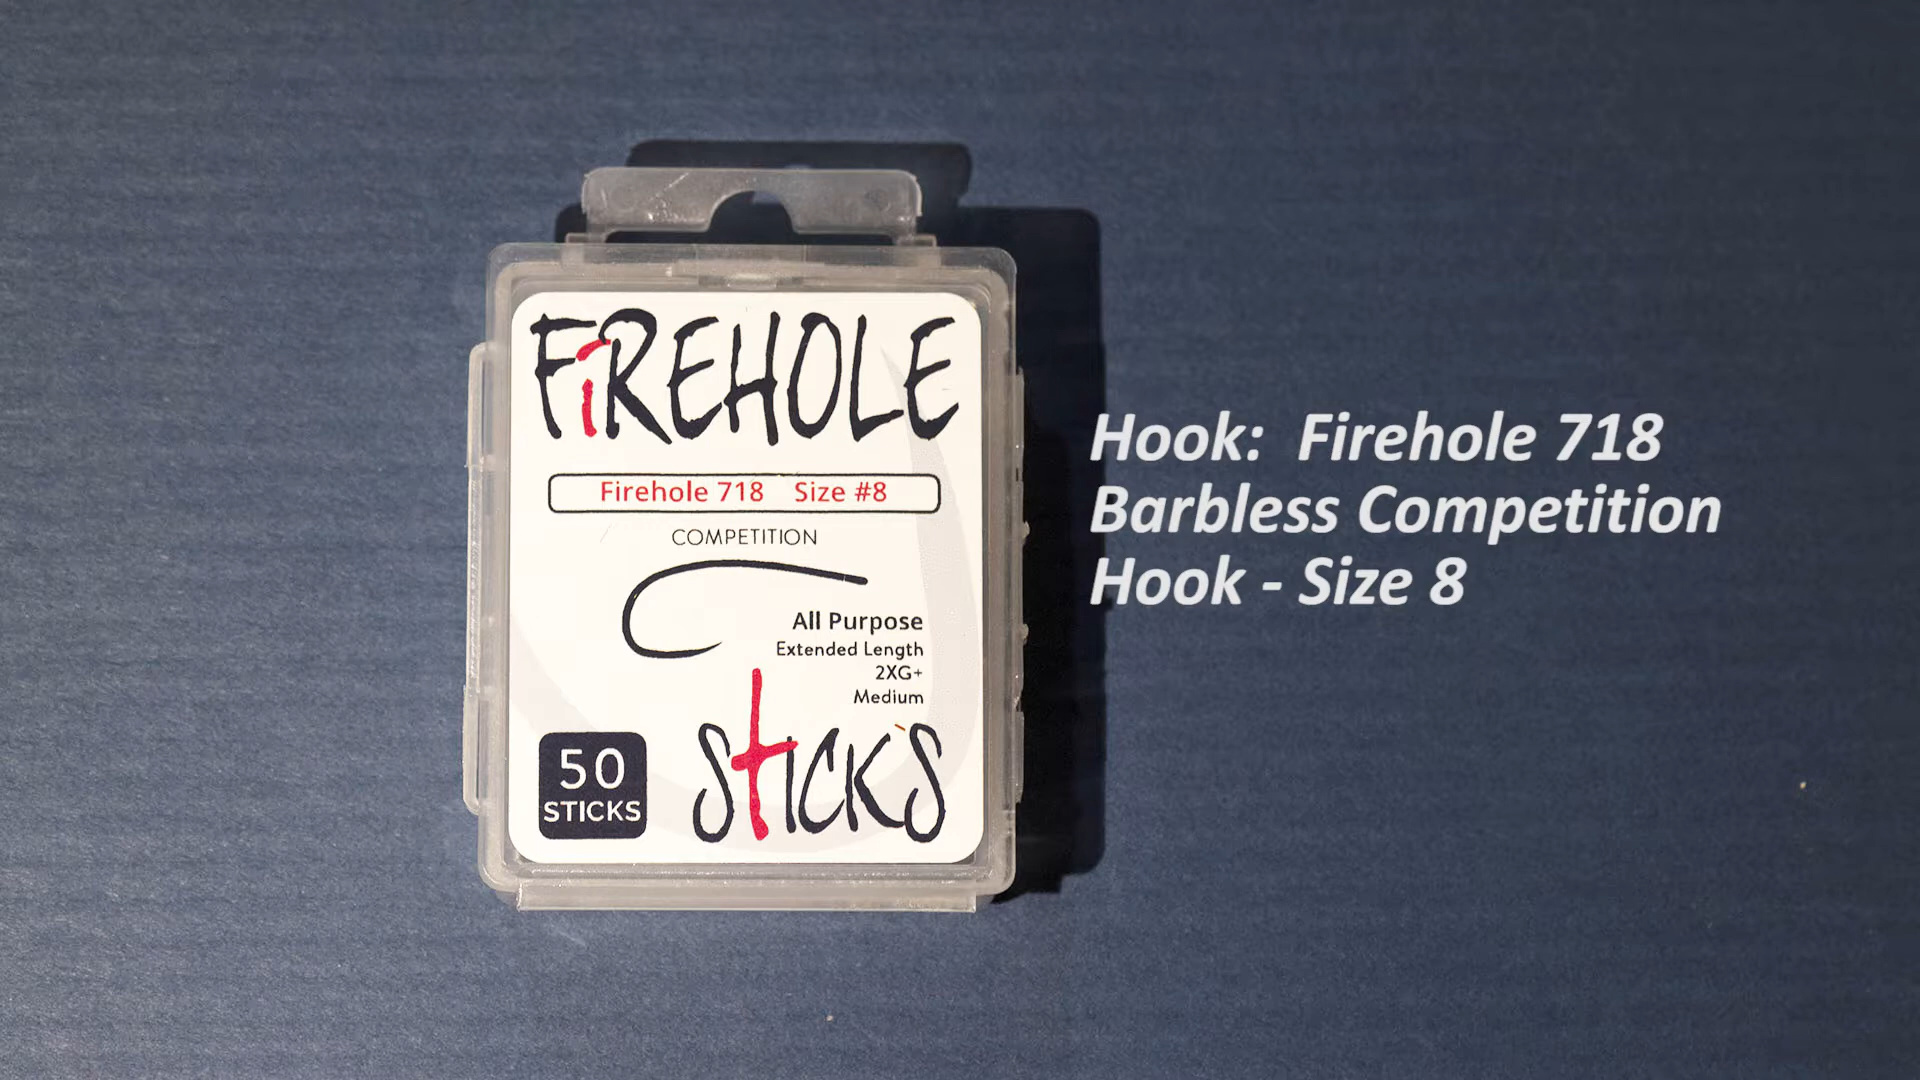 FiREHOLE
Firehole 718 Size #8
COMPETITION
All Purpose
Extended Length
2XG+
Medium
50
STICKS
StiCKS
Hook: Firehole 718
Barbless Competition
Hook - Size 8